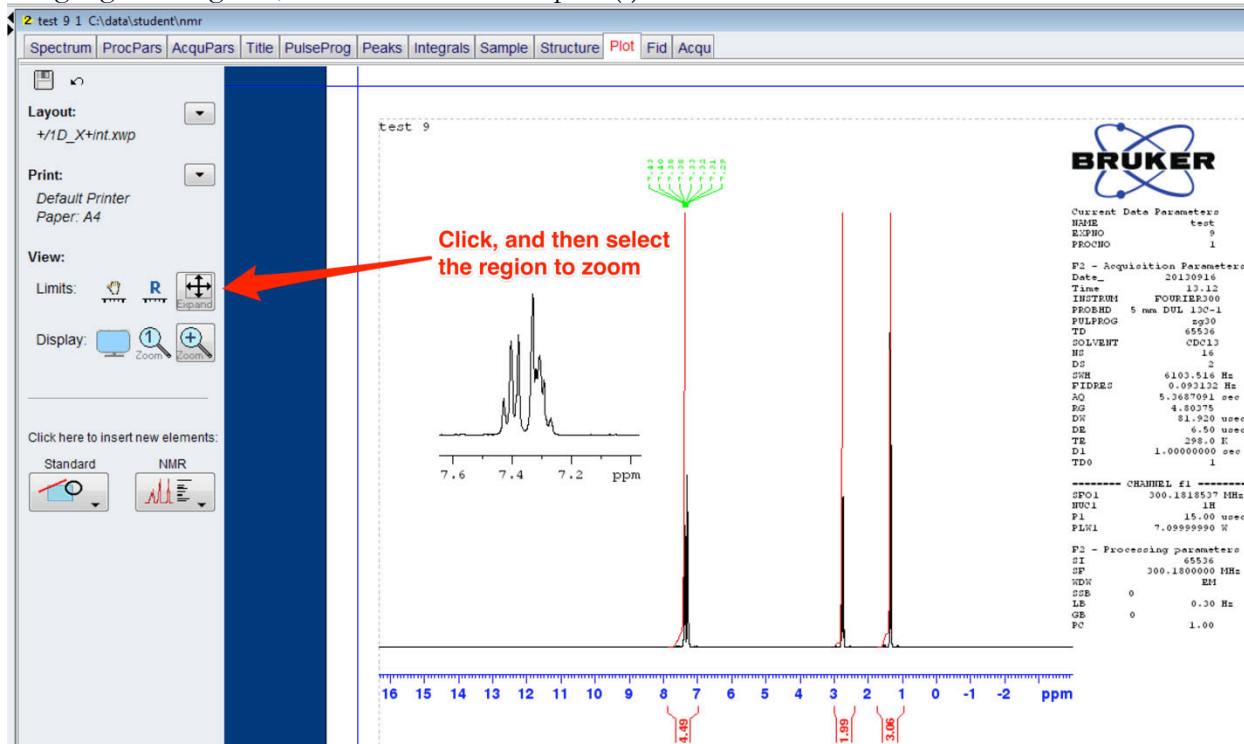 2 test 9 1 C:\data\student\nmr
Spectrum ProcPars AcquPars Title PulseProg Peaks Integrals Sample Structure Plot Fid Acqu
Layout:
+/1D_X+int.xwp
Print:
Default Printer
Paper: A4
View:
Limits: R Expand
Display: 1 Zoom Zoom
Click here to insert new elements:
Standard NMR
test 9
Click, and then select
the region to zoom
7.6 7.4 7.2 ppm
16 15 14 13 12 11 10 9 8 7 6 5 4 3 2 1 0 -1 -2 ppm
4.49 1.99 3.06
BRUKER
Current Data Parameters
NAME test
EXPNO 9
PROCNO 1
F2 - Acquisition Parameters
Date_ 20130916
Time 13.12
INSTRUM FOURIER300
PROBHD 5 mm DUL 13C-1
PULPROG zg30
TD 65536
SOLVENT CDCl3
NS 16
DS 2
SWH 6103.516 Hz
FIDRES 0.093132 Hz
AQ 5.3687091 sec
RG 4.80375
DW 81.920 usec
DE 6.50 usec
TE 298.0 K
D1 1.00000000 sec
TD0 1
======== CHANNEL f1 ========
SFO1 300.1818537 MHz
NUC1 1H
P1 15.00 usec
PLW1 7.09999990 W
F2 - Processing parameters
SI 65536
SF 300.1800000 MHz
WDW EM
SSB 0
LB 0.30 Hz
GB 0
PC 1.00